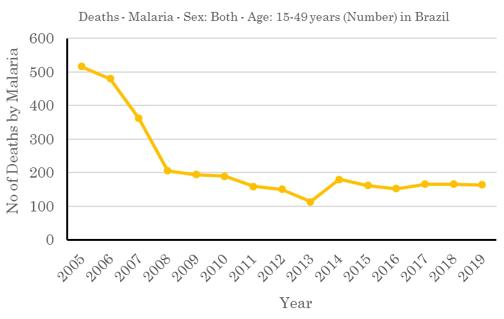 Deaths - Malaria - Sex: Both - Age: 15-49 years (Number) in Brazil
600
500
400
300
200
100
0
No of Deaths by Malaria
2005 2006 2007 2008 2009 2010 2011 2012 2013 2014 2015 2016 2017 2018 2019
Year